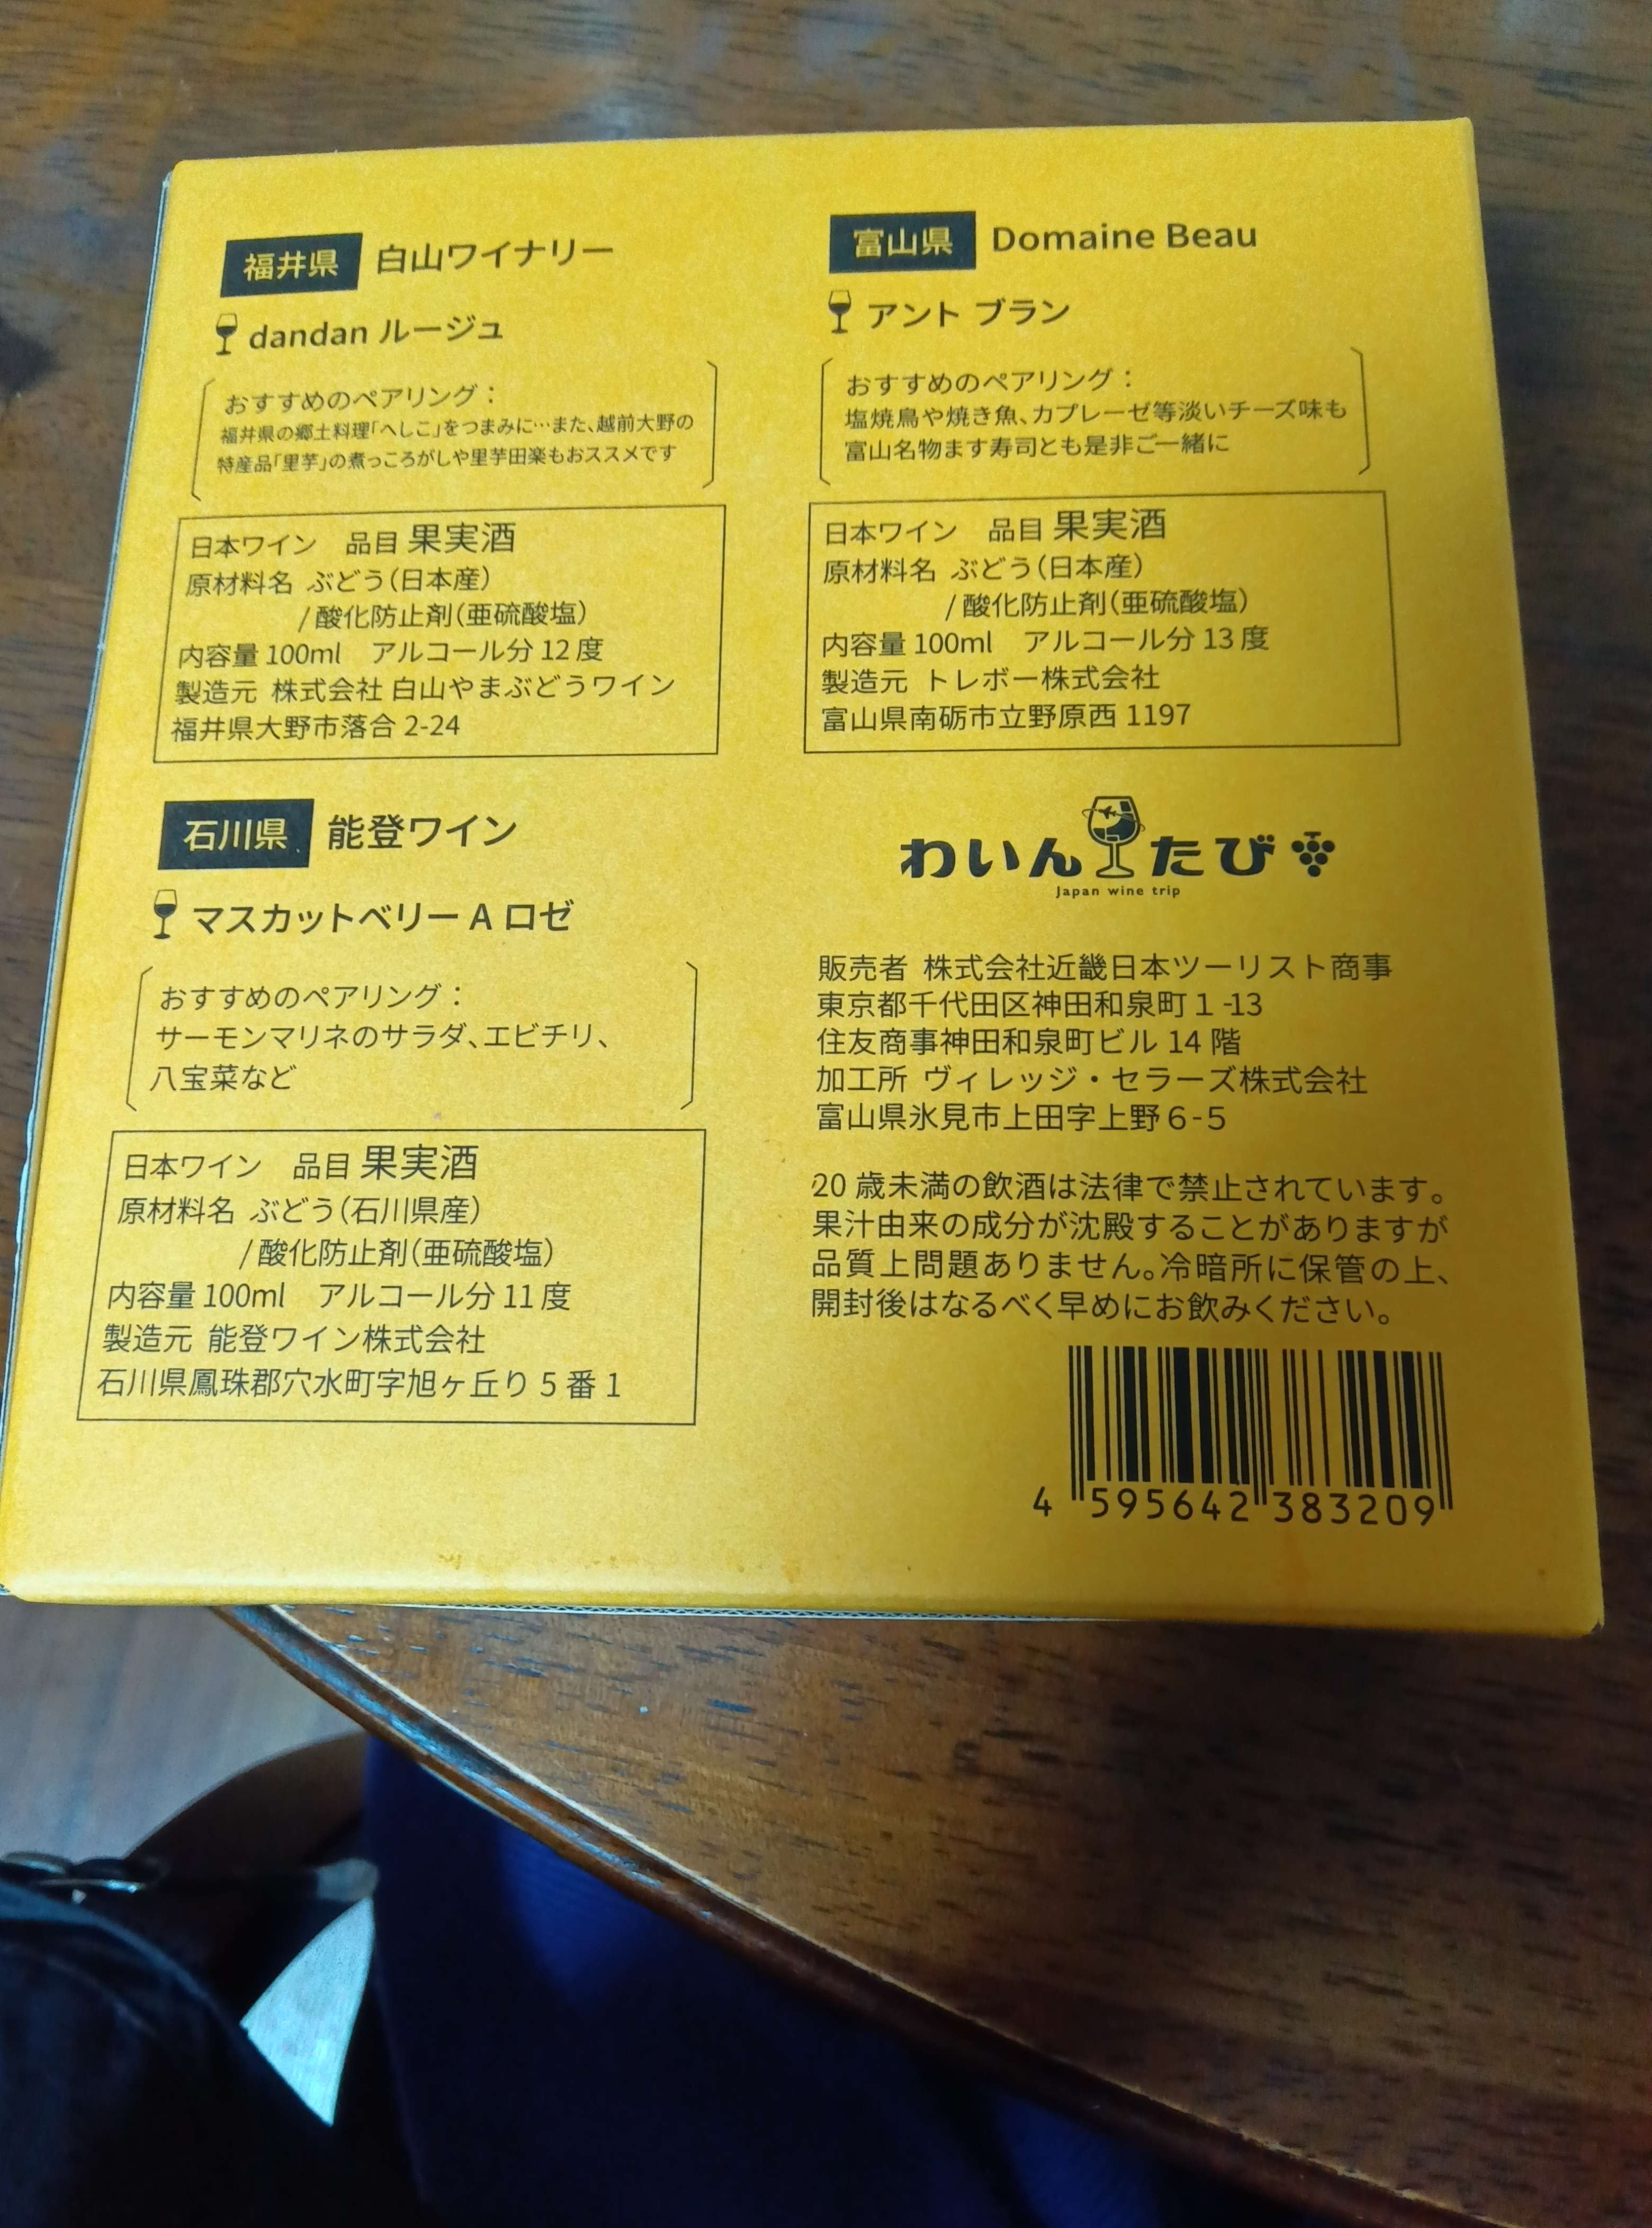 福井県 白山ワイナリー
dandan ルージュ
おすすめのペアリング：
福井県の郷土料理「へしこ」をつまみに…また、越前大野の
特産品「里芋」の煮っころがしや里芋田楽もおススメです
日本ワイン 品目 果実酒
原材料名 ぶどう（日本産）
/ 酸化防止剤（亜硫酸塩）
内容量 100ml アルコール分 12 度
製造元 株式会社 白山やまぶどうワイン
福井県大野市落合 2-24
石川県 能登ワイン
マスカットベリー A ロゼ
おすすめのペアリング：
サーモンマリネのサラダ、エビチリ、
八宝菜など
日本ワイン 品目 果実酒
原材料名 ぶどう（石川県産）
/ 酸化防止剤（亜硫酸塩）
内容量 100ml アルコール分 11 度
製造元 能登ワイン株式会社
石川県鳳珠郡穴水町字旭ヶ丘り 5 番 1
富山県 Domaine Beau
アント ブラン
おすすめのペアリング：
塩焼鳥や焼き魚、カプレーゼ等淡いチーズ味も
富山名物ます寿司とも是非ご一緒に
日本ワイン 品目 果実酒
原材料名 ぶどう（日本産）
/ 酸化防止剤（亜硫酸塩）
内容量 100ml アルコール分 13 度
製造元 トレボー株式会社
富山県南砺市立野原西 1197
わいんたび
Japan wine trip
販売者 株式会社近畿日本ツーリスト商事
東京都千代田区神田和泉町 1 -13
住友商事神田和泉町ビル 14 階
加工所 ヴィレッジ・セラーズ株式会社
富山県氷見市上田字上野 6-5
20 歳未満の飲酒は法律で禁止されています。
果汁由来の成分が沈殿することがありますが
品質上問題ありません。冷暗所に保管の上、
開封後はなるべく早めにお飲みください。
4 595642 383209